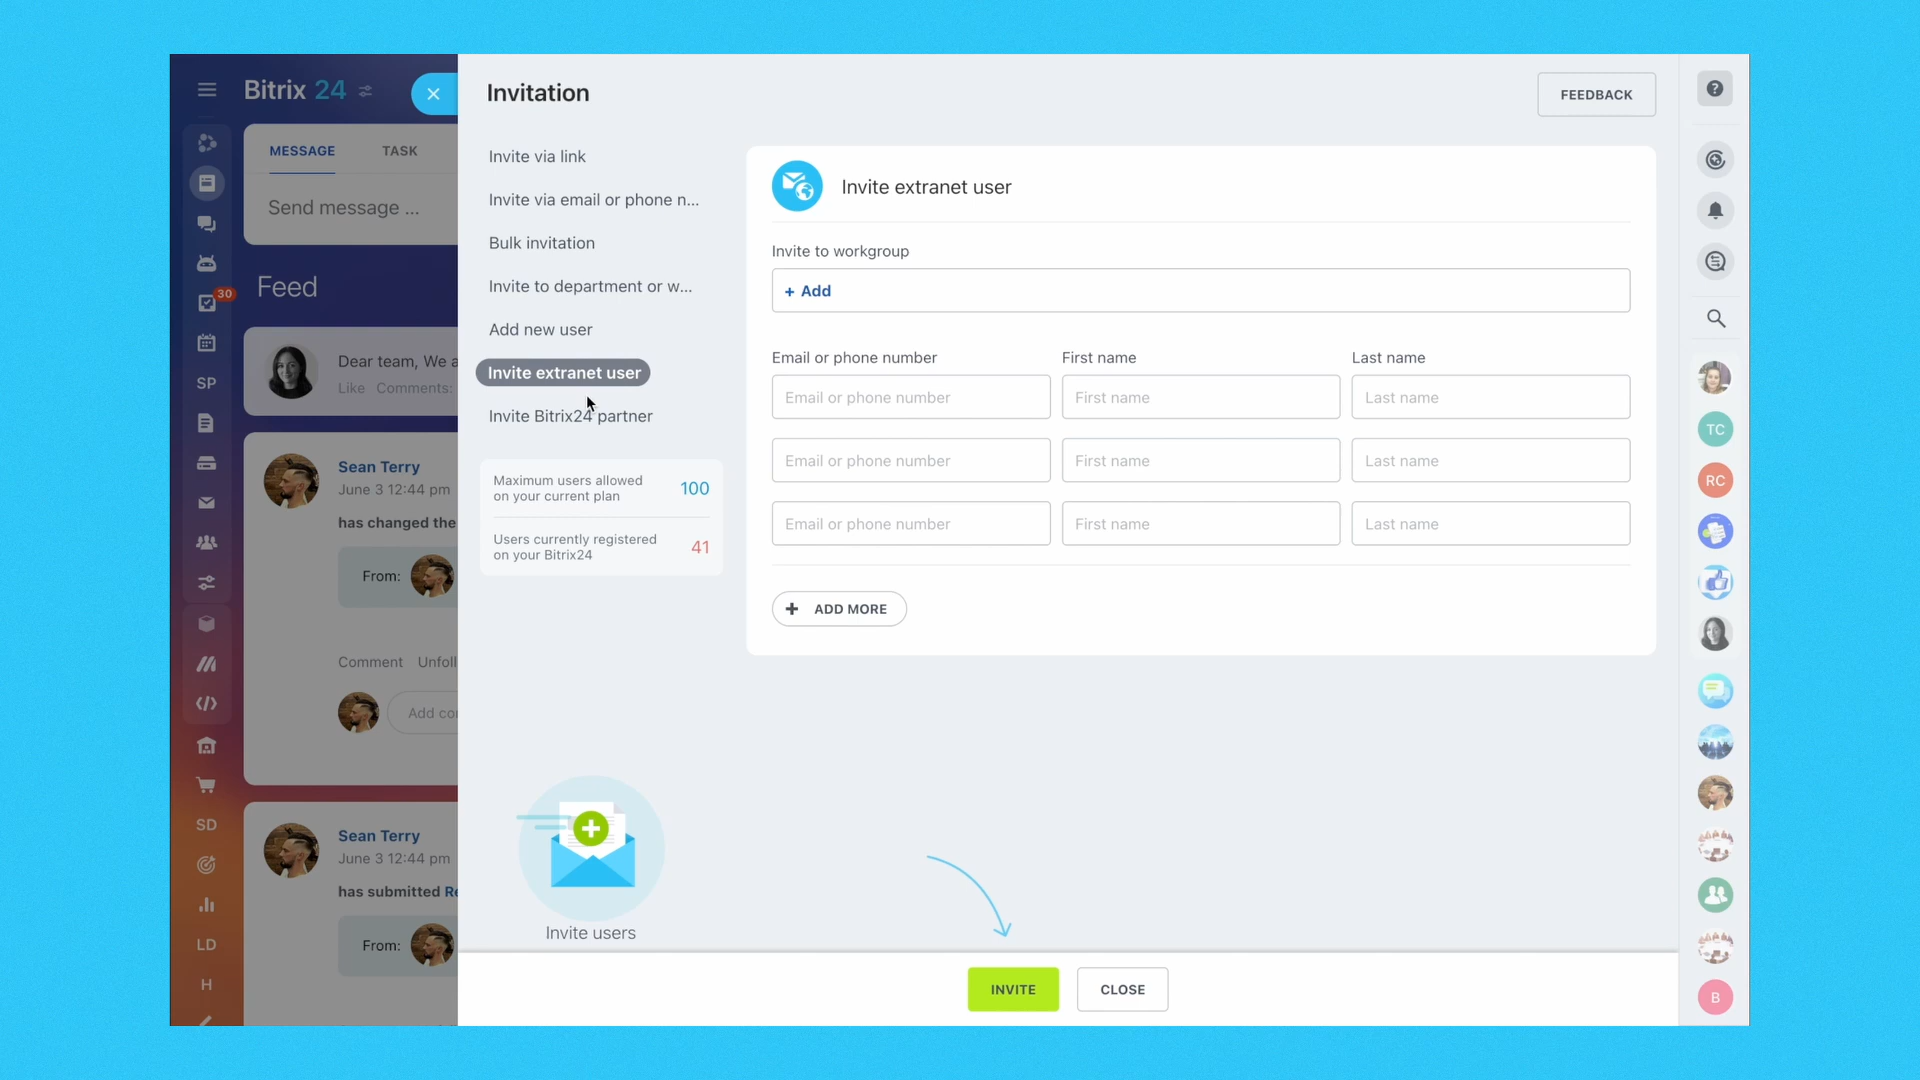 Bitrix 24
MESSAGE
TASK
Send message ...
Feed
30
Dear team, We a
Like Comments:
Sean Terry
June 3 12:44 pm
has changed the
From:
Comment Unfoll
Add co
Sean Terry
June 3 12:44 pm
has submitted Re
From:
SP
SD
LD
H
Invitation
FEEDBACK
Invite via link
Invite via email or phone n...
Bulk invitation
Invite to department or w...
Add new user
Invite extranet user
Invite Bitrix24 partner
Maximum users allowed
on your current plan
100
Users currently registered
on your Bitrix24
41
Invite users
Invite extranet user
Invite to workgroup
+ Add
Email or phone number First name Last name
Email or phone number First name Last name
Email or phone number First name Last name
Email or phone number First name Last name
+ ADD MORE
INVITE
CLOSE
?
TC
RC
B